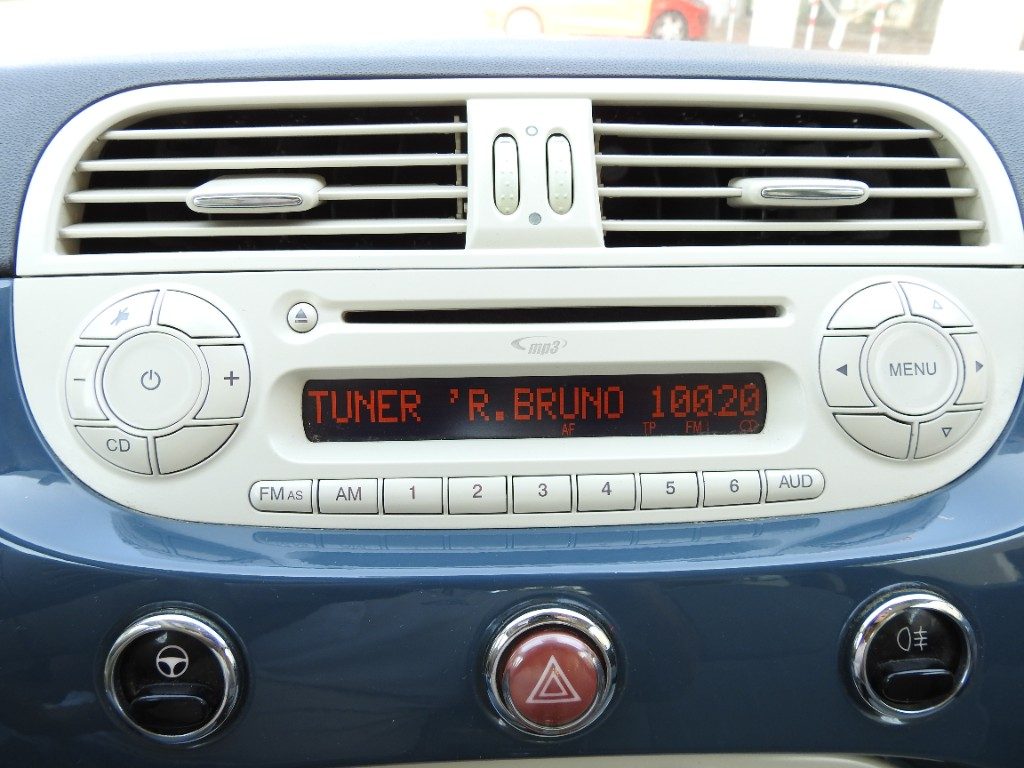 mp3
TUNER 'R.BRUNO 10020
AF TP FM
CD MENU
FM AS AM 1 2 3 4 5 6 AUD